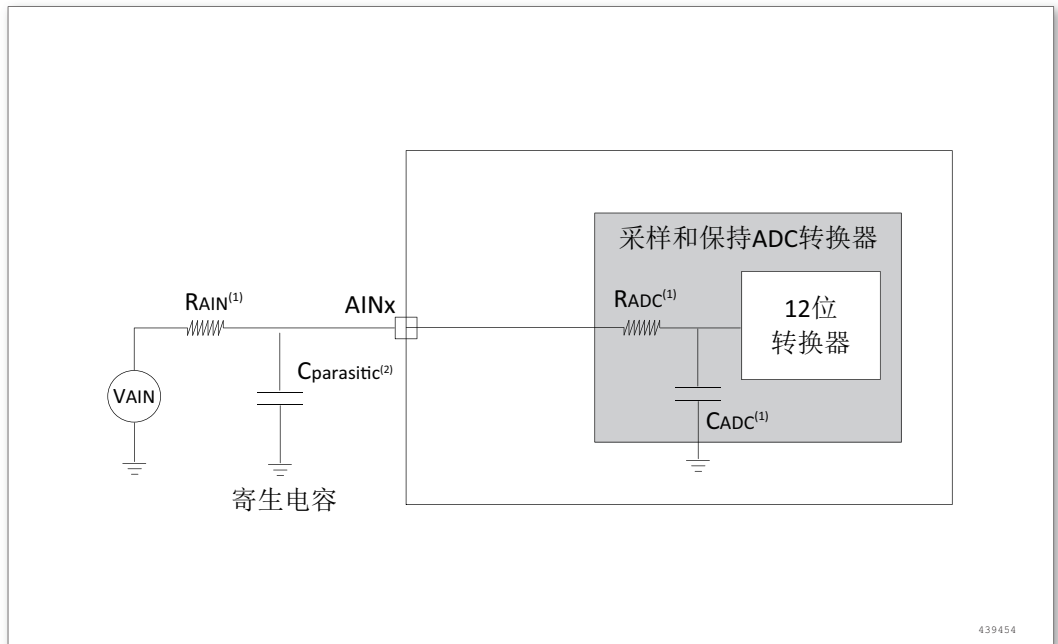 采样和保持ADC转换器
RAIN(1)
AINx
RADC(1)
12位
转换器
Cparasitic(2)
VAIN
CADC(1)
寄生电容
439454